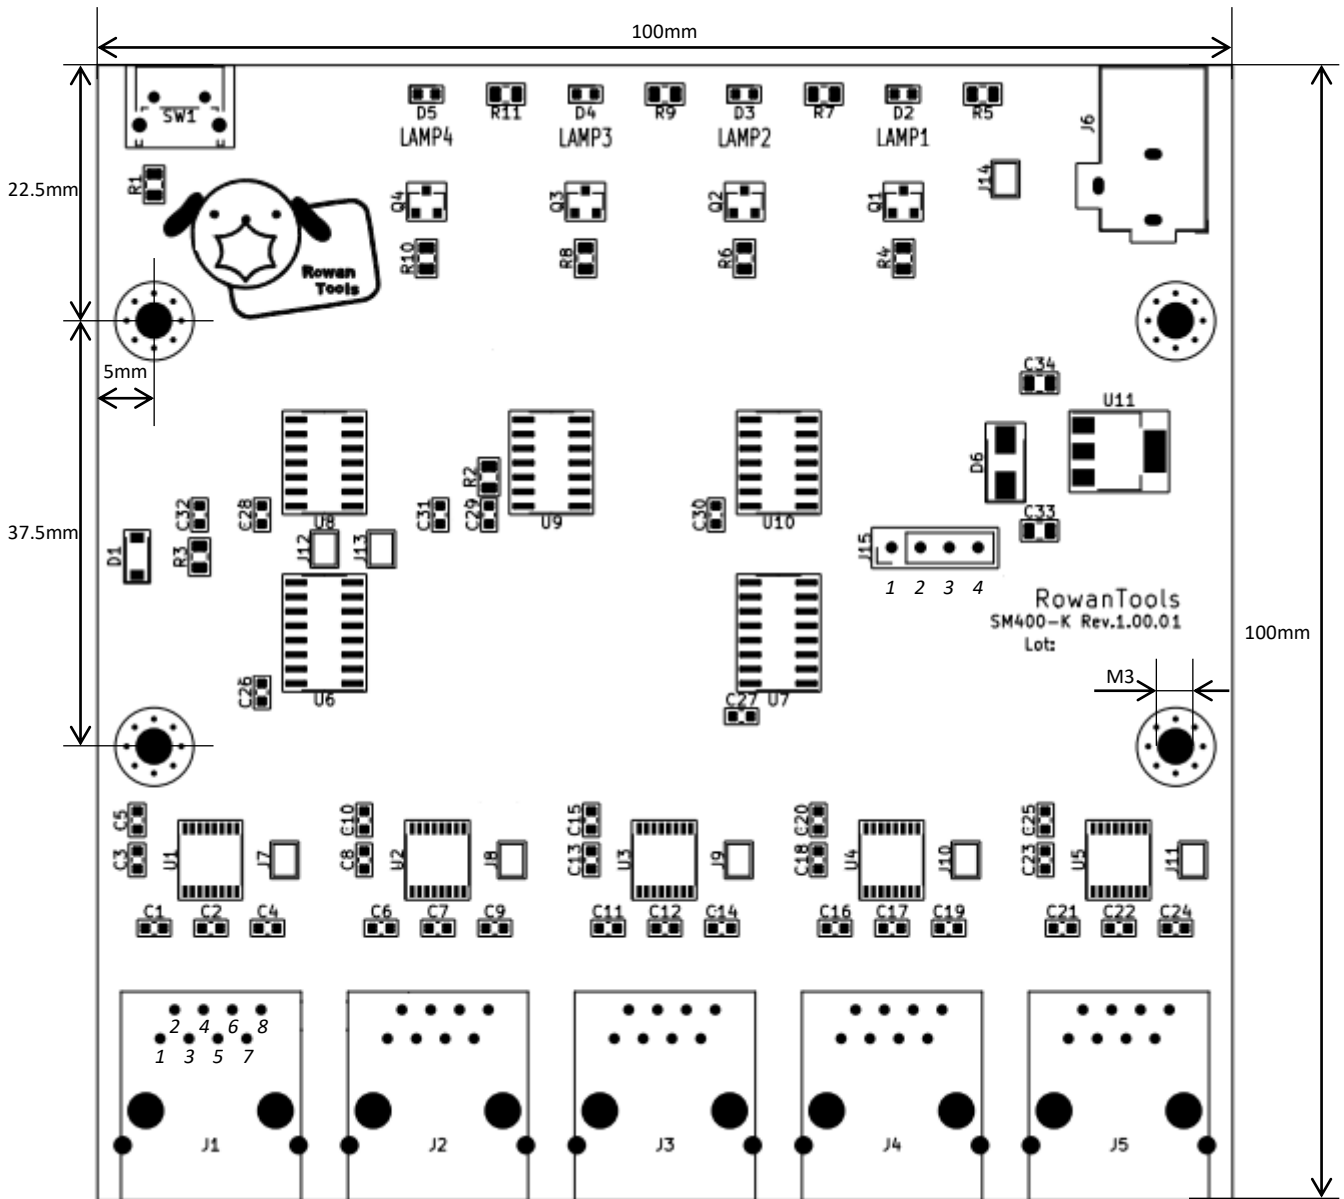 100mm
SW1
D5 R11 D4 R9 D3 R7 D2 R5
LAMP4 LAMP3 LAMP2 LAMP1
J6
22.5mm
R1
Q4 Q3 Q2 Q1 J14
R10 R8 R6 R4
Rowan
Tools
5mm
C34
U11
D6
R2
C32 C28 C31 C29 C30
U8 U9 U10
C33
37.5mm
D1 R3 J12 J13 J15
1 2 3 4
RowanTools
SM400-K Rev.1.00.01
Lot:
100mm
M3
C26 U6 C27 U7
C5 C10 C15 C20 C25
C3 U1 J7 C8 U2 J8 C13 U3 J9 C18 U4 J10 C23 U5 J11
C1 C2 C4 C6 C7 C9 C11 C12 C14 C16 C17 C19 C21 C22 C24
2 4 6 8
1 3 5 7
J1 J2 J3 J4 J5